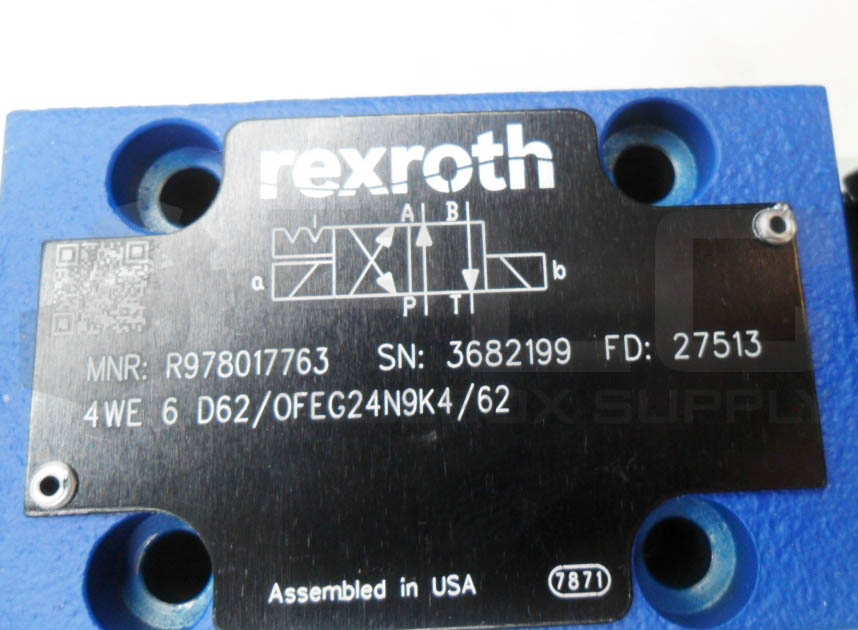 rexroth
A B
a b
P T
MNR: R978017763 SN: 3682199 FD: 27513
4WE 6 D62/OFEG24N9K4/62
Assembled in USA 7871